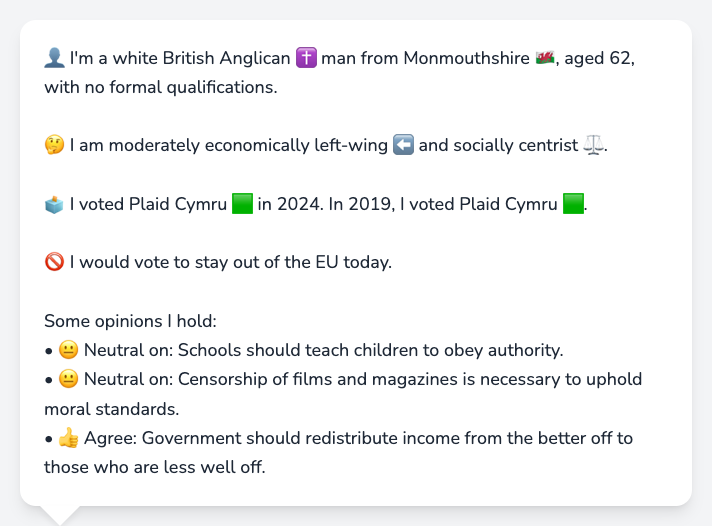 👤 I'm a white British Anglican ✝️ man from Monmouthshire 🏴󠁧󠁢󠁷󠁬󠁳󠁿, aged 62,
with no formal qualifications.
🤔 I am moderately economically left-wing ⬅️ and socially centrist ⚖️.
🗳️ I voted Plaid Cymru 🟩 in 2024. In 2019, I voted Plaid Cymru 🟩.
🚫 I would vote to stay out of the EU today.
Some opinions I hold:
• 😐 Neutral on: Schools should teach children to obey authority.
• 😐 Neutral on: Censorship of films and magazines is necessary to uphold
moral standards.
• 👍 Agree: Government should redistribute income from the better off to
those who are less well off.